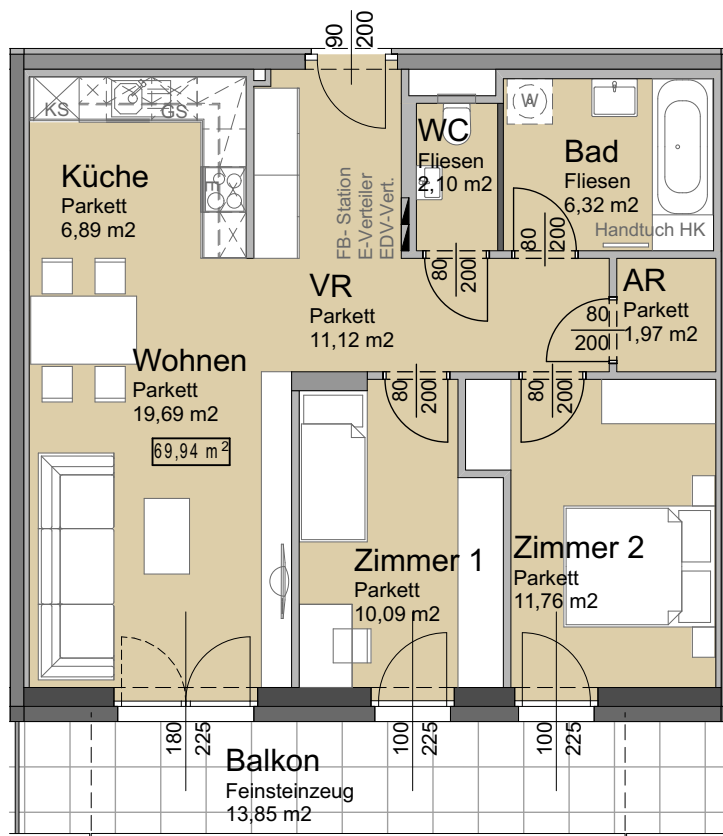 90
200
KS
GS
E
Küche
Parkett
6,89 m2
WC
Fliesen
2,10 m2
W
Bad
Fliesen
6,32 m2
Handtuch HK
FB- Station
E-Verteiler
EDV-Vert.
80
200
80
200
VR
Parkett
11,12 m2
AR
Parkett
1,97 m2
80
200
Wohnen
Parkett
19,69 m2
69,94 m²
80
200
80
200
Zimmer 1
Parkett
10,09 m2
Zimmer 2
Parkett
11,76 m2
180
225
100
225
100
225
Balkon
Feinsteinzeug
13,85 m2